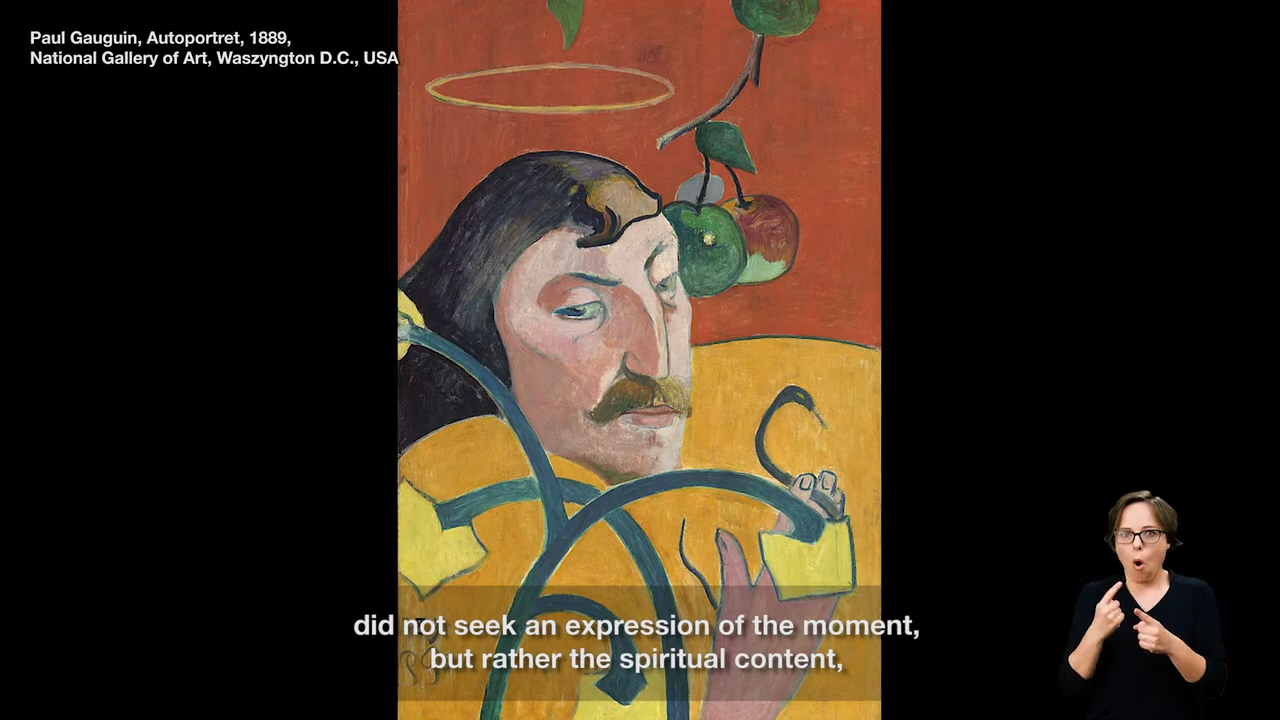 Paul Gauguin, Autoportret, 1889,
National Gallery of Art, Waszyngton D.C., USA
did not seek an expression of the moment,
but rather the spiritual content,